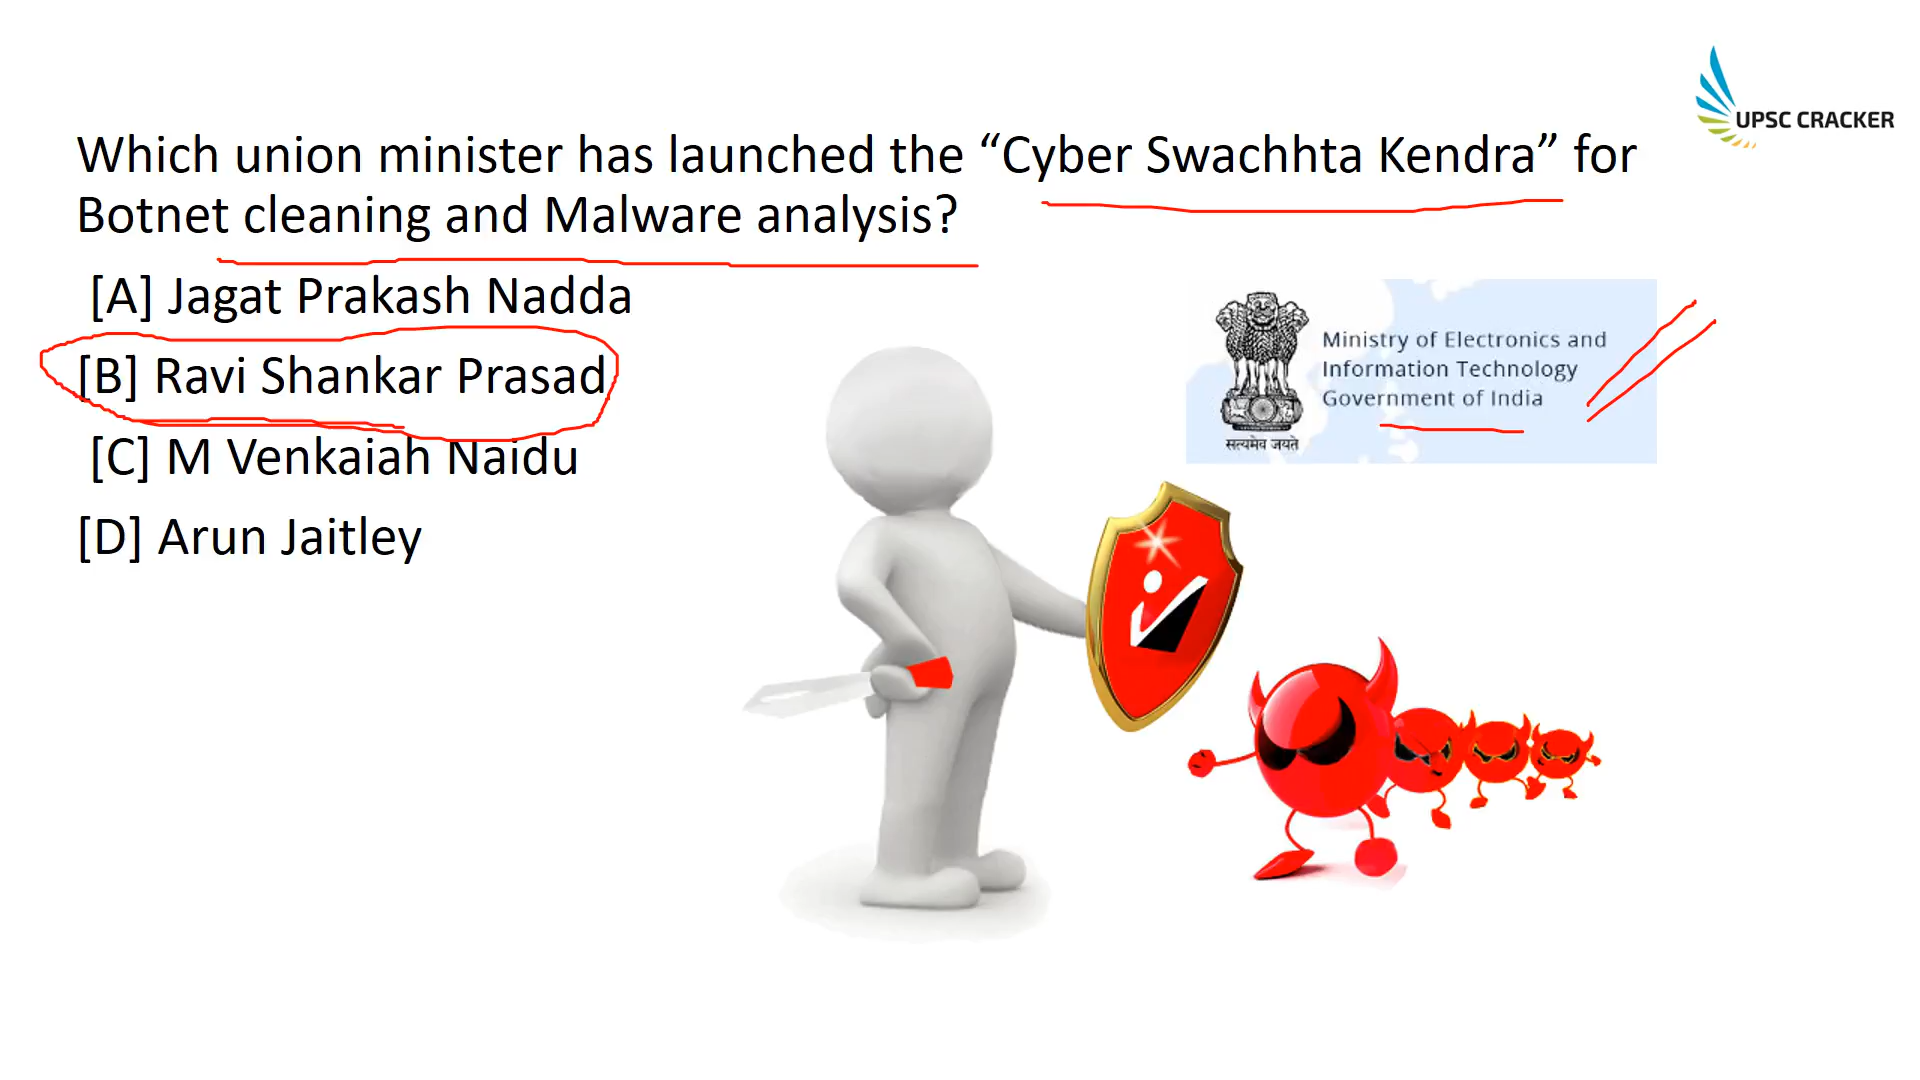 UPSC CRACKER
Which union minister has launched the “Cyber Swachhta Kendra” for
Botnet cleaning and Malware analysis?
[A] Jagat Prakash Nadda
[B] Ravi Shankar Prasad
[C] M Venkaiah Naidu
[D] Arun Jaitley
Ministry of Electronics and
Information Technology
Government of India
सत्यमेव जयते